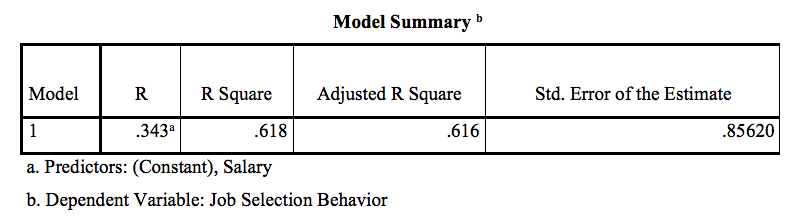 Model Summary b
Model R R Square Adjusted R Square Std. Error of the Estimate
1 .343a .618 .616 .85620
a. Predictors: (Constant), Salary
b. Dependent Variable: Job Selection Behavior